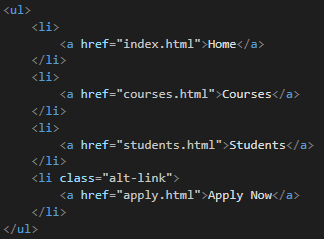 <ul>
    <li>
        <a href="index.html">Home</a>
    </li>
    <li>
        <a href="courses.html">Courses</a>
    </li>
    <li>
        <a href="students.html">Students</a>
    </li>
    <li class="alt-link">
        <a href="apply.html">Apply Now</a>
    </li>
</ul>